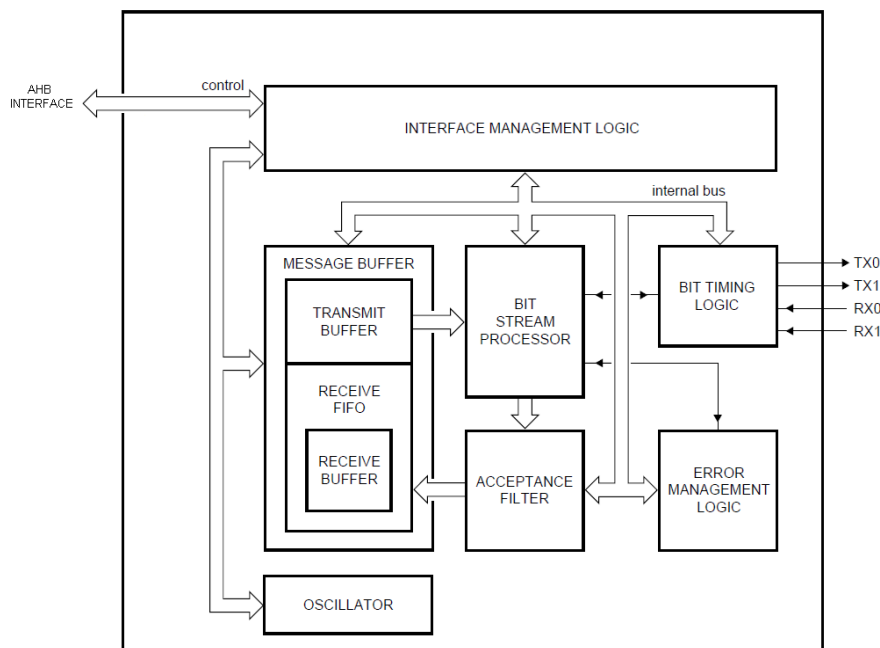 control
AHB
INTERFACE
INTERFACE MANAGEMENT LOGIC
internal bus
MESSAGE BUFFER
TRANSMIT
BUFFER
RECEIVE
FIFO
RECEIVE
BUFFER
BIT
STREAM
PROCESSOR
BIT TIMING
LOGIC
TX0
TX1
RX0
RX1
ACCEPTANCE
FILTER
ERROR
MANAGEMENT
LOGIC
OSCILLATOR